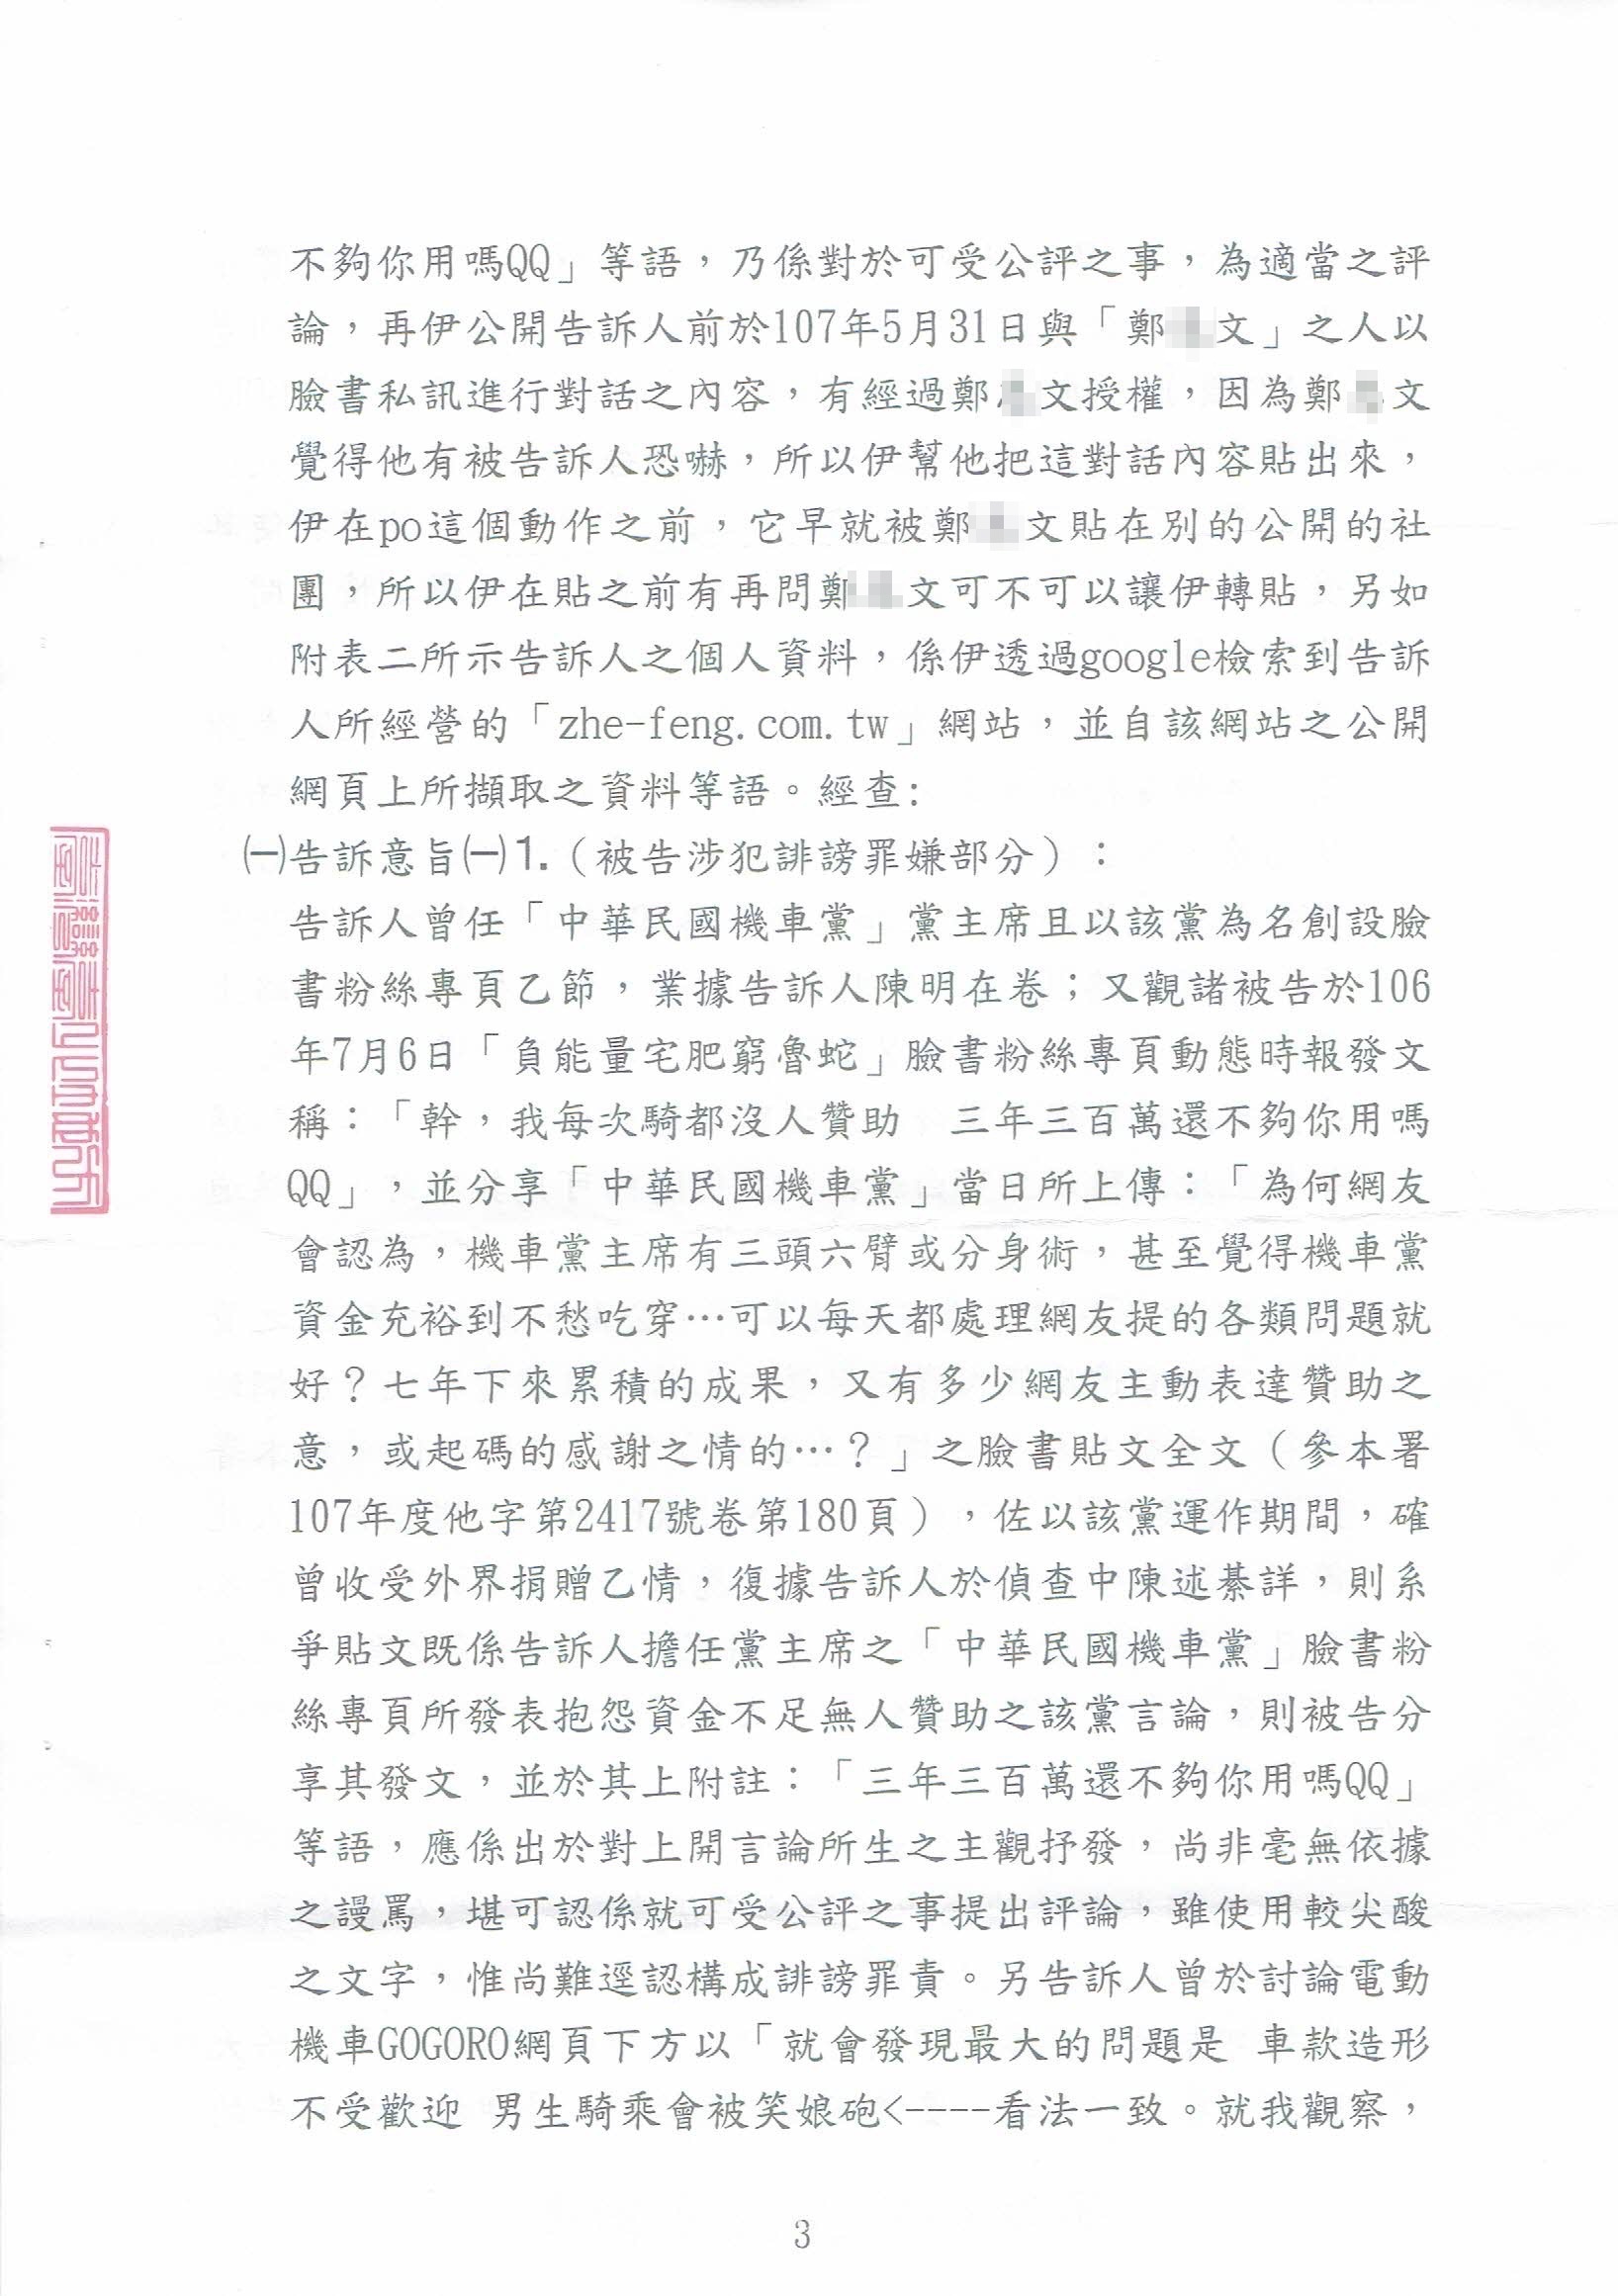 不夠你用嗎QQ」等語，乃係對於可受公評之事，為適當之評
論，再伊公開告訴人前於107年5月31日與「鄭文」之人以
臉書私訊進行對話之內容，有經過鄭文授權，因為鄭文
覺得他有被告訴人恐嚇，所以伊幫他把這對話內容貼出來，
伊在po這個動作之前，它早就被鄭文貼在別的公開的社
團，所以伊在貼之前有再問鄭文可不可以讓伊轉貼，另如
附表二所示告訴人之個人資料，係伊透過google檢索到告訴
人所經營的「zhe-feng.com.tw」網站，並自該網站之公開
網頁上所擷取之資料等語。經查:
㈠告訴意旨㈠1.（被告涉犯誹謗罪嫌部分）：
告訴人曾任「中華民國機車黨」黨主席且以該黨為名創設臉
書粉絲專頁乙節，業據告訴人陳明在卷；又觀諸被告於106
年7月6日「負能量宅肥窮魯蛇」臉書粉絲專頁動態時報發文
稱：「幹，我每次騎都沒人贊助　三年三百萬還不夠你用嗎
QQ」，並分享「中華民國機車黨」當日所上傳：「為何網友
會認為，機車黨主席有三頭六臂或分身術，甚至覺得機車黨
資金充裕到不愁吃穿…可以每天都處理網友提的各類問題就
好？七年下來累積的成果，又有多少網友主動表達贊助之
意，或起碼的感謝之情的…？」之臉書貼文全文（參本署
107年度他字第2417號卷第180頁），佐以該黨運作期間，確
曾收受外界捐贈乙情，復據告訴人於偵查中陳述綦詳，則系
爭貼文既係告訴人擔任黨主席之「中華民國機車黨」臉書粉
絲專頁所發表抱怨資金不足無人贊助之該黨言論，則被告分
享其發文，並於其上附註：「三年三百萬還不夠你用嗎QQ」
等語，應係出於對上開言論所生之主觀抒發，尚非毫無依據
之謾罵，堪可認係就可受公評之事提出評論，雖使用較尖酸
之文字，惟尚難逕認構成誹謗罪責。另告訴人曾於討論電動
機車GOGORO網頁下方以「就會發現最大的問題是 車款造形
不受歡迎 男生騎乘會被笑娘砲<----看法一致。就我觀察，
3